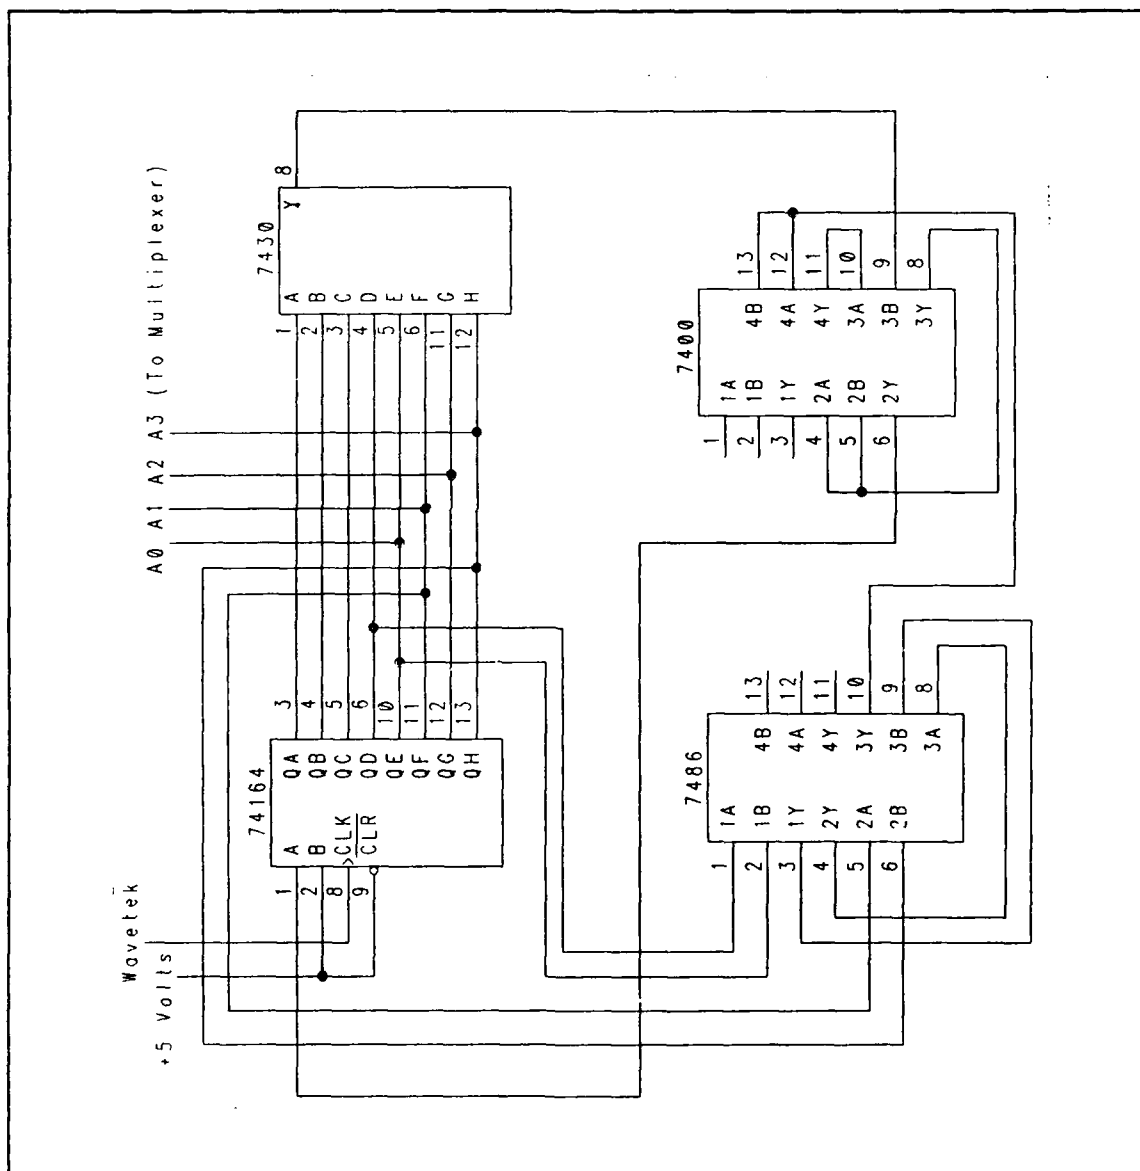 Wavetek
+5 Volts
74164
A
B
CLK
CLR
1
2
8
9
QA
QB
QC
QD
QE
QF
QG
QH
3
4
5
6
10
11
12
13
A0
A1
A2
A3 (To Multiplexer)
7430
1
2
3
4
5
6
11
12
A
B
C
D
E
F
G
H
Y
8
7486
1
2
3
4
5
6
1A
1B
1Y
2Y
2A
2B
4B
4A
4Y
3Y
3B
3A
13
12
11
10
9
8
7400
1
2
3
4
5
6
1A
1B
1Y
2A
2B
2Y
4B
4A
4Y
3A
3B
3Y
13
12
11
10
9
8